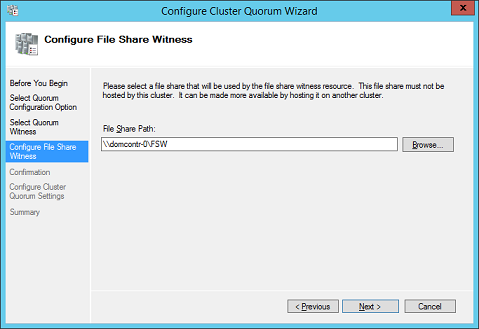 Configure Cluster Quorum Wizard
x
Configure File Share Witness
Before You Begin
Select Quorum
Configuration Option
Select Quorum
Witness
Configure File Share
Witness
Confirmation
Configure Cluster
Quorum Settings
Summary
Please select a file share that will be used by the file share witness resource. This file share must not be
hosted by this cluster. It can be made more available by hosting it on another cluster.
File Share Path:
\\domcontr-0\FSW
Browse...
< Previous
Next >
Cancel